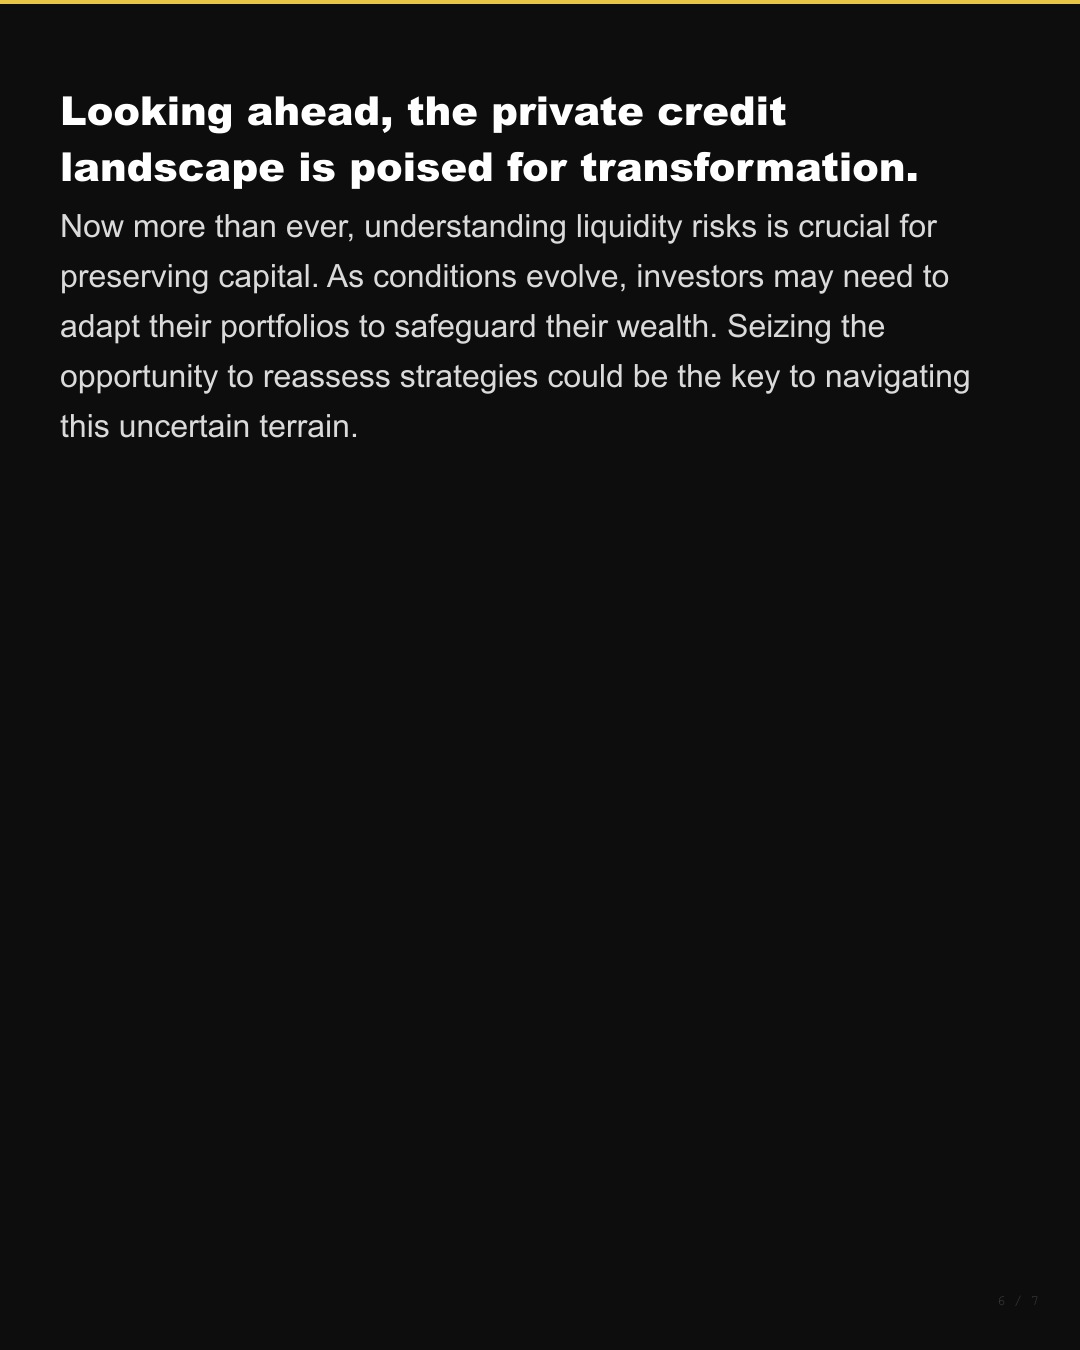 Looking ahead, the private credit
landscape is poised for transformation.
Now more than ever, understanding liquidity risks is crucial for
preserving capital. As conditions evolve, investors may need to
adapt their portfolios to safeguard their wealth. Seizing the
opportunity to reassess strategies could be the key to navigating
this uncertain terrain.
6 / 7